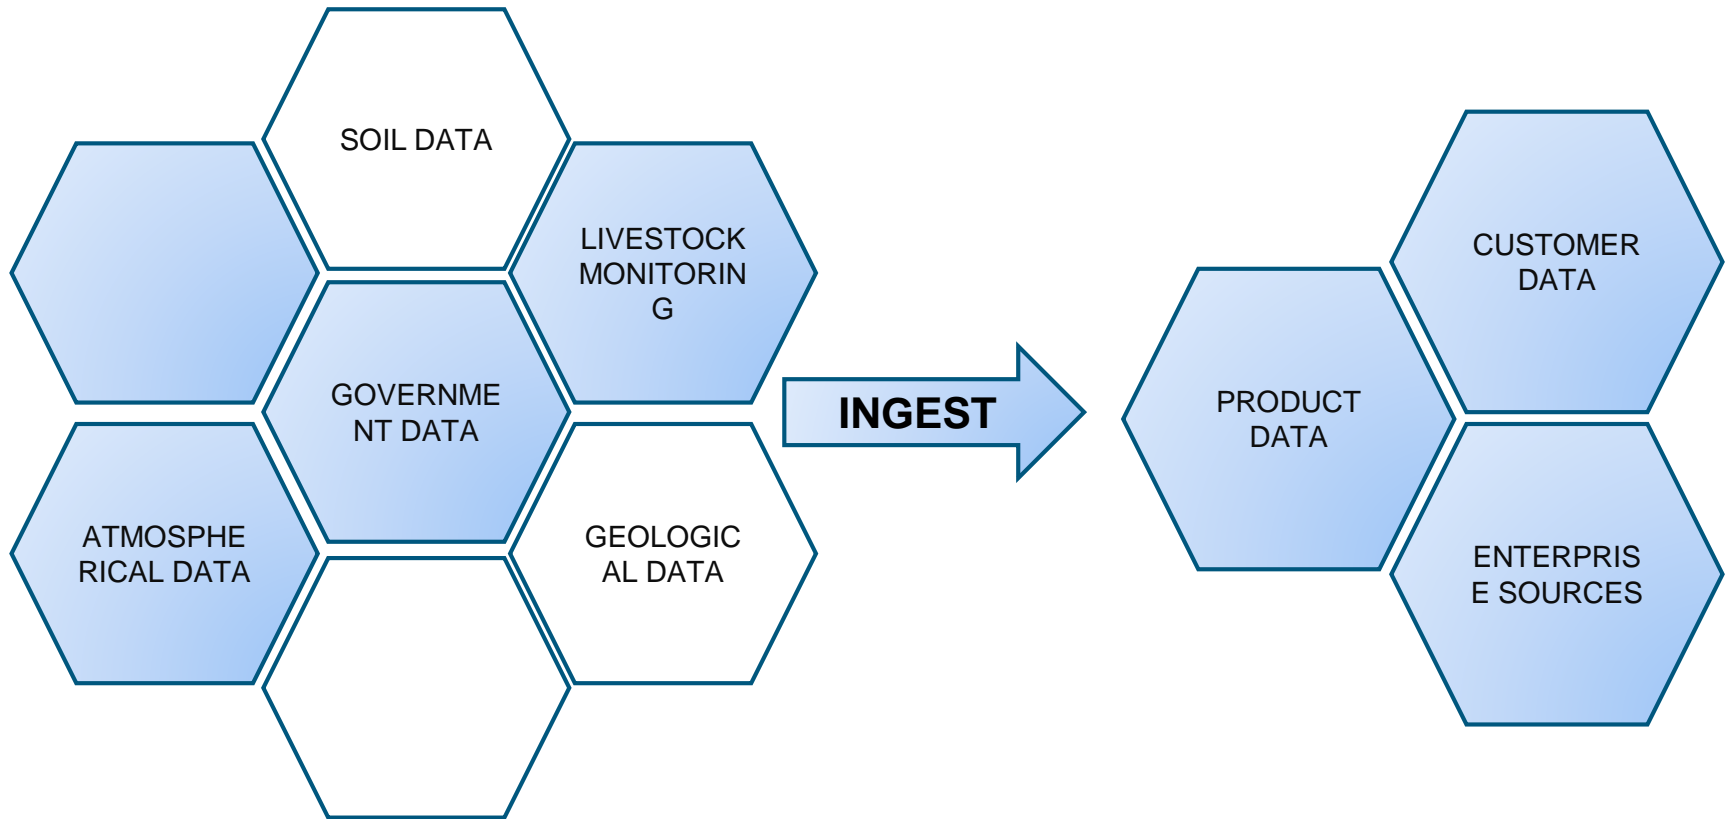 SOIL DATA
LIVESTOCK
MONITORIN
G
GOVERNME
NT DATA
ATMOSPHE
RICAL DATA
GEOLOGIC
AL DATA
INGEST
PRODUCT
DATA
CUSTOMER
DATA
ENTERPRIS
E SOURCES